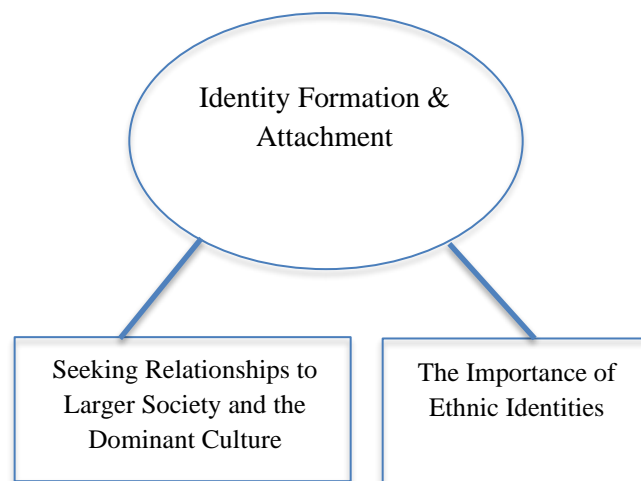 Identity Formation &
Attachment
Seeking Relationships to
Larger Society and the
Dominant Culture
The Importance of
Ethnic Identities